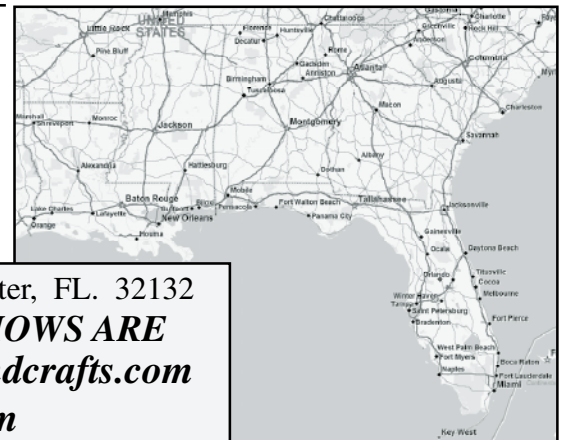 Memphis
UNITED
STATES
Little Rock
Pine Bluff
Florence
Decatur
Huntsville
Chattanooga
Rome
Gadsden
Anniston
Atlanta
Birmingham
Tuscaloosa
Greenville
Anderson
Charlotte
Rock Hill
Columbia
Augusta
Charleston
Macon
Savannah
Marshall
Shreveport
Monroe
Jackson
Montgomery
Albany
Dothan
Alexandria
Hattiesburg
Mobile
Baton Rouge
Biloxi
Pensacola
Fort Walton Beach
Tallahassee
Jacksonville
Lake Charles
Lafayette
New Orleans
Panama City
Orange
Houma
Gainesville
Ocala
Daytona Beach
Orlando
Titusville
Cocoa
Melbourne
Winter Haven
Tampa
Saint Petersburg
Bradenton
Fort Pierce
West Palm Beach
Fort Myers
Boca Raton
Naples
Fort Lauderdale
Miami
Key West
ter, FL. 32132
HOWS ARE
dcrafts.com
m